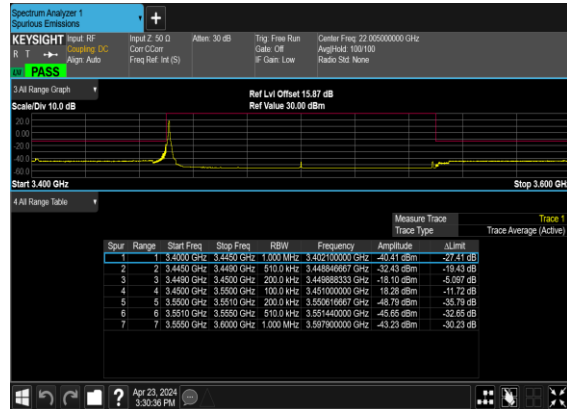 Spectrum Analyzer 1
Spurious Emissions
+
KEYSIGHT Input: RF Input Z: 50 Ω Atten: 30 dB Trig: Free Run Center Freq: 22.005000000 GHz
R T Coupling: DC Corr CCorr Gate: Off Avg|Hold: 100/100
Align: Auto Freq Ref: Int (S) IF Gain: Low Radio Std: None
PASS
3 All Range Graph
Ref Lvl Offset 15.87 dB
Scale/Div 10.0 dB Ref Value 30.00 dBm
20.0
0.00
-20.0
-40.0
-60.0
Start 3.400 GHz Stop 3.600 GHz
4 All Range Table
Measure Trace Trace 1
Trace Type Trace Average (Active)
Spur Range Start Freq Stop Freq RBW Frequency Amplitude ΔLimit
1 1 3.4000 GHz 3.4450 GHz 1.000 MHz 3.402100000 GHz -40.41 dBm -27.41 dB
2 2 3.4450 GHz 3.4490 GHz 510.0 kHz 3.448846667 GHz -32.43 dBm -19.43 dB
3 3 3.4490 GHz 3.4500 GHz 200.0 kHz 3.449888333 GHz -18.10 dBm -5.097 dB
4 4 3.4500 GHz 3.5500 GHz 100.0 kHz 3.451000000 GHz 18.28 dBm -11.72 dB
5 5 3.5500 GHz 3.5510 GHz 200.0 kHz 3.550616667 GHz -48.79 dBm -35.79 dB
6 6 3.5510 GHz 3.5550 GHz 510.0 kHz 3.551440000 GHz -45.65 dBm -32.65 dB
7 7 3.5550 GHz 3.6000 GHz 1.000 MHz 3.597900000 GHz -43.23 dBm -30.23 dB
? Apr 23, 2024
3:30:36 PM